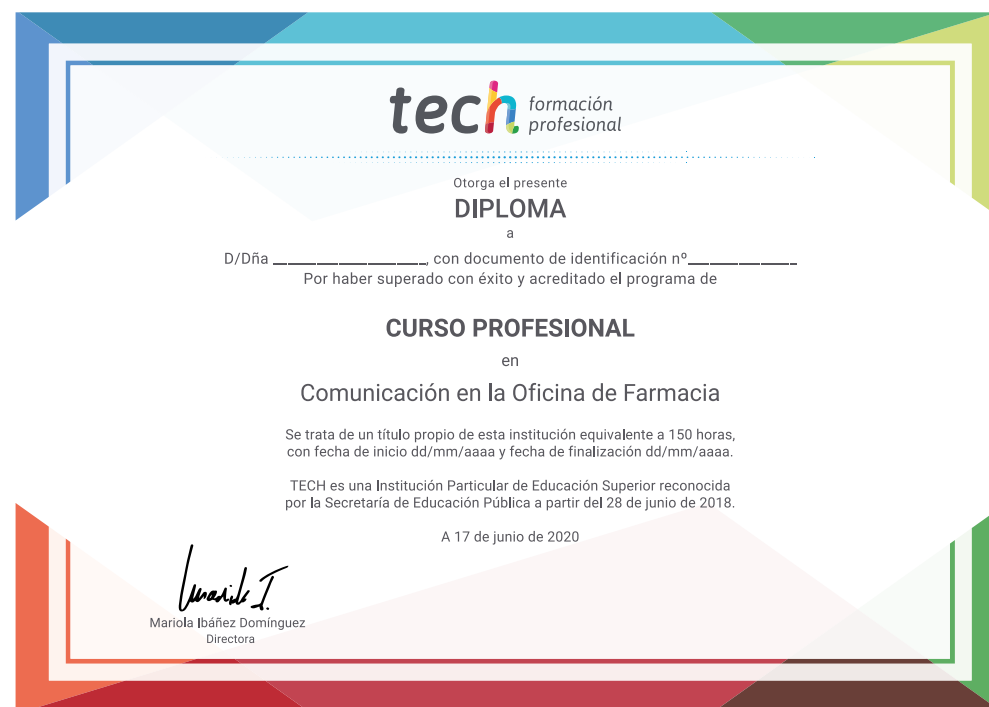 tech formación
profesional
Otorga el presente
DIPLOMA
a
D/Dña ____________________, con documento de identificación nº______________
Por haber superado con éxito y acreditado el programa de
CURSO PROFESIONAL
en
Comunicación en la Oficina de Farmacia
Se trata de un título propio de esta institución equivalente a 150 horas,
con fecha de inicio dd/mm/aaaa y fecha de finalización dd/mm/aaaa.
TECH es una Institución Particular de Educación Superior reconocida
por la Secretaría de Educación Pública a partir del 28 de junio de 2018.
A 17 de junio de 2020
Mariola Ibáñez Domínguez
Directora